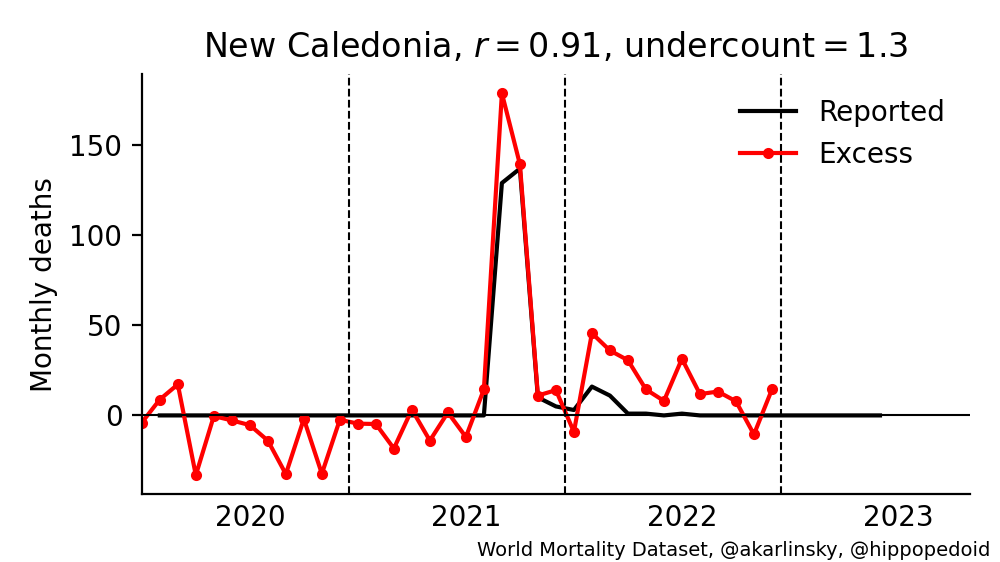 New Caledonia, r = 0.91, undercount = 1.3
Reported
Excess
Monthly deaths
150
100
50
0
2020 2021 2022 2023
World Mortality Dataset, @akarlinsky, @hippopedoid